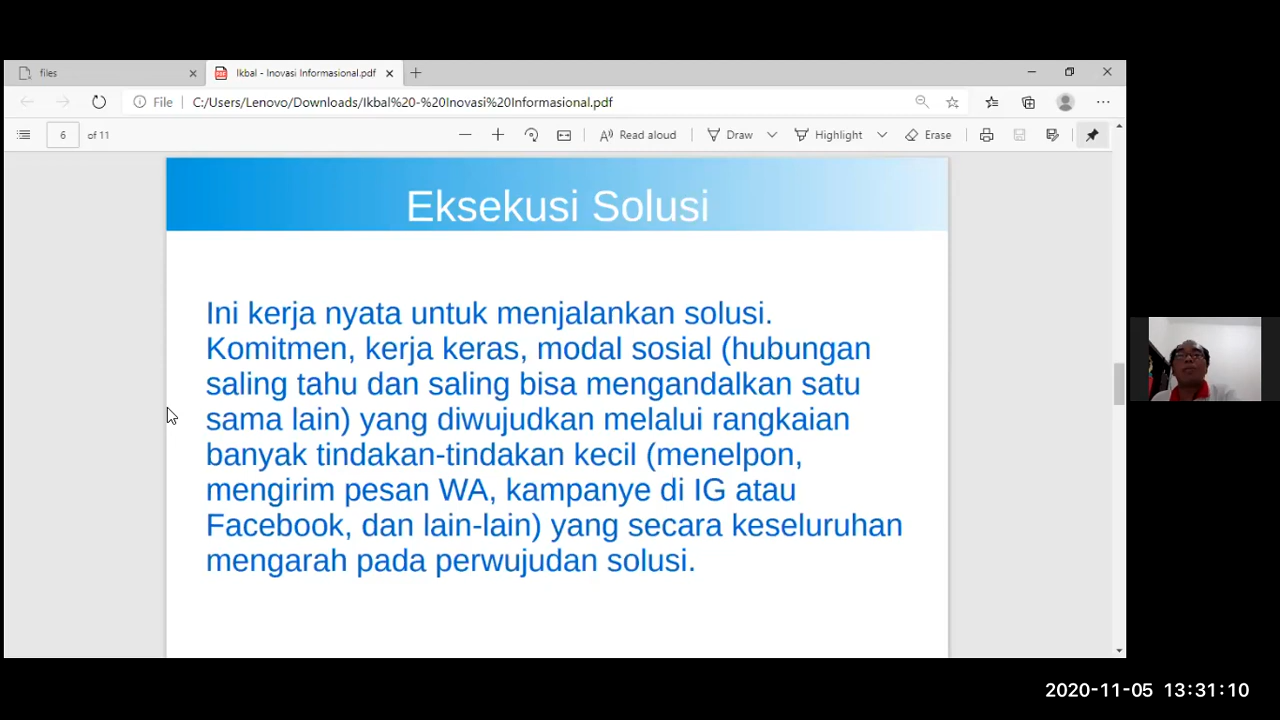 files
Ikbal - Inovasi Informasional.pdf
File
C:/Users/Lenovo/Downloads/Ikbal%20-%20Inovasi%20Informasional.pdf
6 of 11
Read aloud
Draw
Highlight
Erase
Eksekusi Solusi
Ini kerja nyata untuk menjalankan solusi.
Komitmen, kerja keras, modal sosial (hubungan
saling tahu dan saling bisa mengandalkan satu
sama lain) yang diwujudkan melalui rangkaian
banyak tindakan-tindakan kecil (menelpon,
mengirim pesan WA, kampanye di IG atau
Facebook, dan lain-lain) yang secara keseluruhan
mengarah pada perwujudan solusi.
2020-11-05 13:31:10